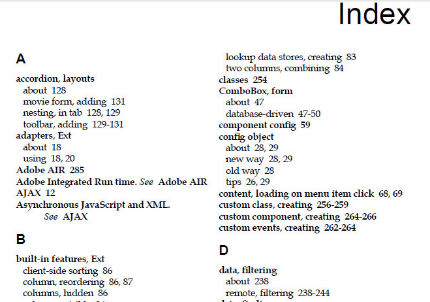 Index
A
accordion, layouts
about 128
movie form, adding 131
nesting, in tab 128, 129
toolbar, adding 129-131
adapters, Ext
about 18
using 18, 20
Adobe AIR 285
Adobe Integrated Run time. See Adobe AIR
AJAX 12
Asynchronous JavaScript and XML.
See AJAX
B
built-in features, Ext
client-side sorting 86
column, reordering 86, 87
columns, hidden 86
lookup data stores, creating 83
two columns, combining 84
classes 254
ComboBox, form
about 47
database-driven 47-50
component config 59
config object
about 28, 29
new way 28, 29
old way 28
tips 26, 29
content, loading on menu item click 68, 69
custom class, creating 256-259
custom component, creating 264-266
custom events, creating 262-264
D
data, filtering
about 238
remote, filtering 238-244